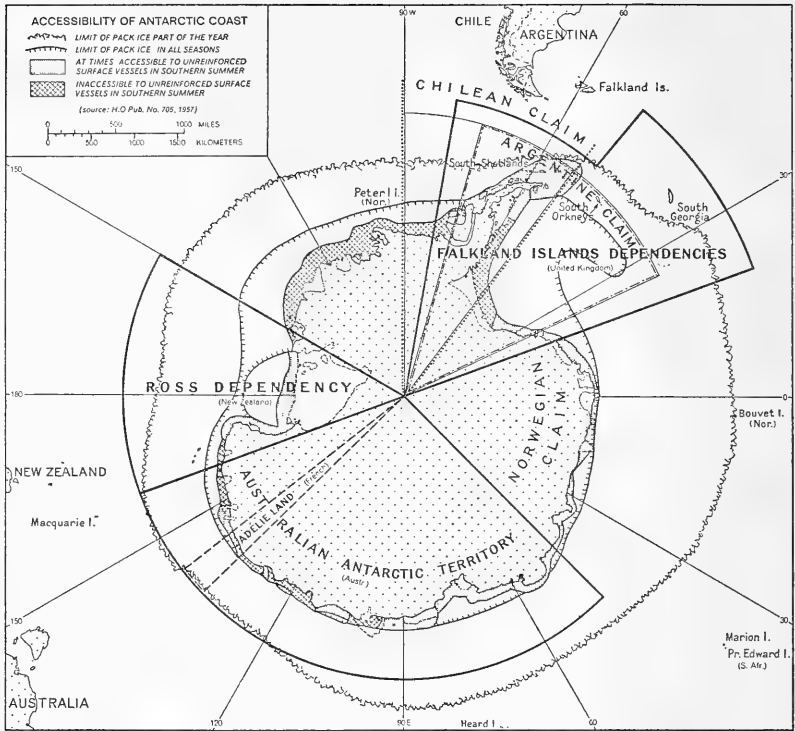 ACCESSIBILITY OF ANTARCTIC COAST
LIMIT OF PACK ICE PART OF THE YEAR
LIMIT OF PACK ICE IN ALL SEASONS
AT TIMES ACCESSIBLE TO UNREINFORCED
SURFACE VESSELS IN SOUTHERN SUMMER
INACCESSIBLE TO UNREINFORCED SURFACE
VESSELS IN SOUTHERN SUMMER
(source: H.O Pub. No. 705, 1957)
0 500 1000 MILES
0 500 1000 1500 KILOMETERS
90W
60
CHILE
ARGENTINA
Falkland Is.
CHILEAN CLAIM
ARGENTINE CLAIM
150
30
South Shetlands
Peter I I.
(Nor.)
South
Orkneys
South
Georgia
FALKLAND ISLANDS DEPENDENCIES
(United Kingdom)
ROSS DEPENDENCY
(New Zealand)
180
0
NORWEGIAN
CLAIM
Bouvet I.
(Nor.)
NEW ZEALAND
Macquarie I.
ADELIE LAND (French)
AUSTRALIAN ANTARCTIC TERRITORY
(Austr.)
150
30
Marion I.
Pr. Edward I.
(S. Afr.)
AUSTRALIA
120
90E
Heard I.
60